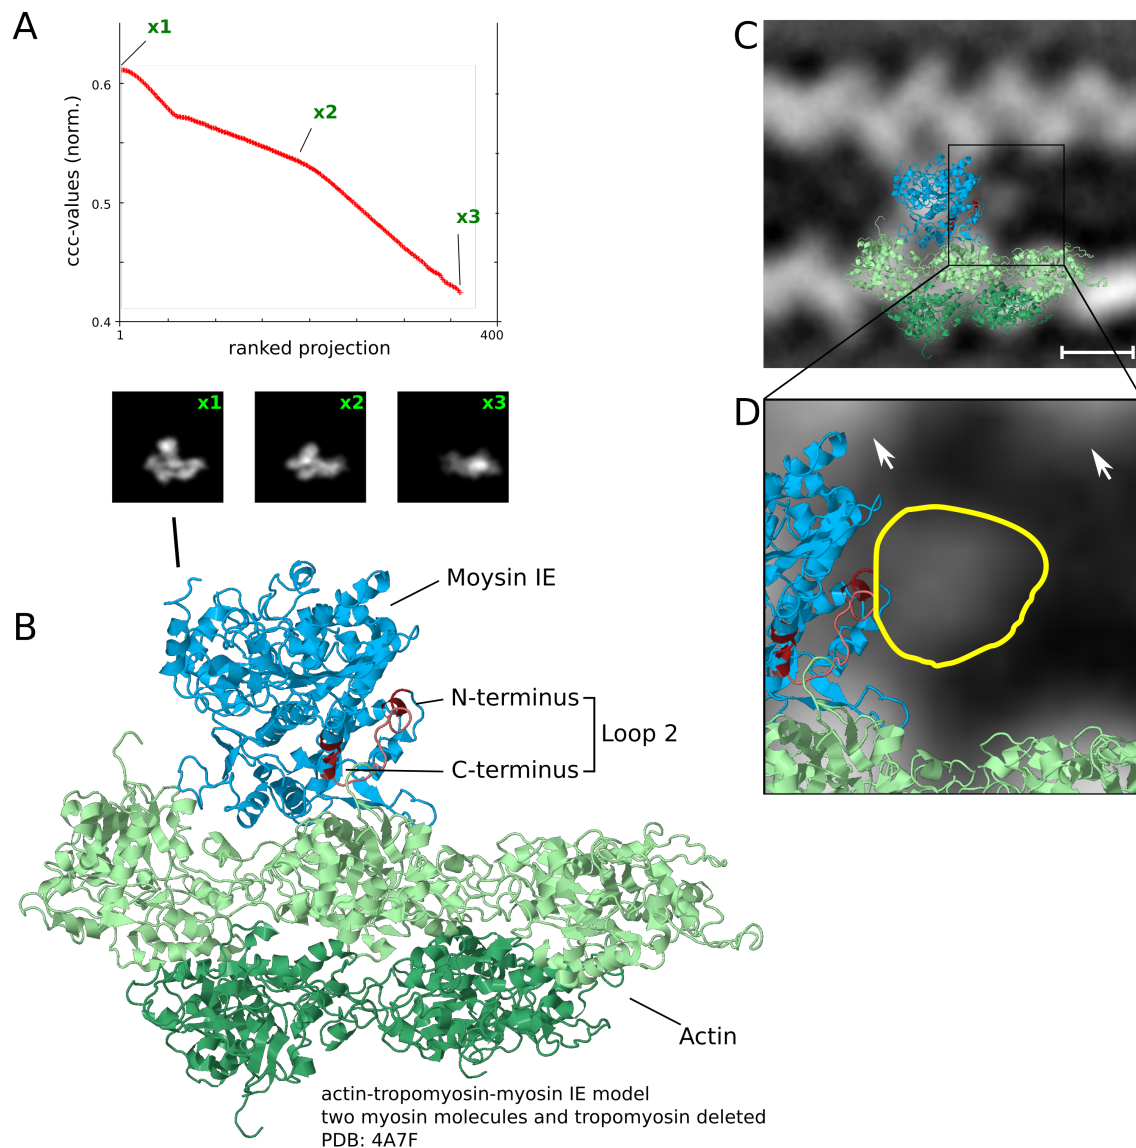 A
x1
x2
x3
ccc-values (norm.)
0.6
0.5
0.4
1
400
ranked projection
x1
x2
x3
B
Moysin IE
N-terminus
Loop 2
C-terminus
Actin
actin-tropomyosin-myosin IE model
two myosin molecules and tropomyosin deleted
PDB: 4A7F
C
D